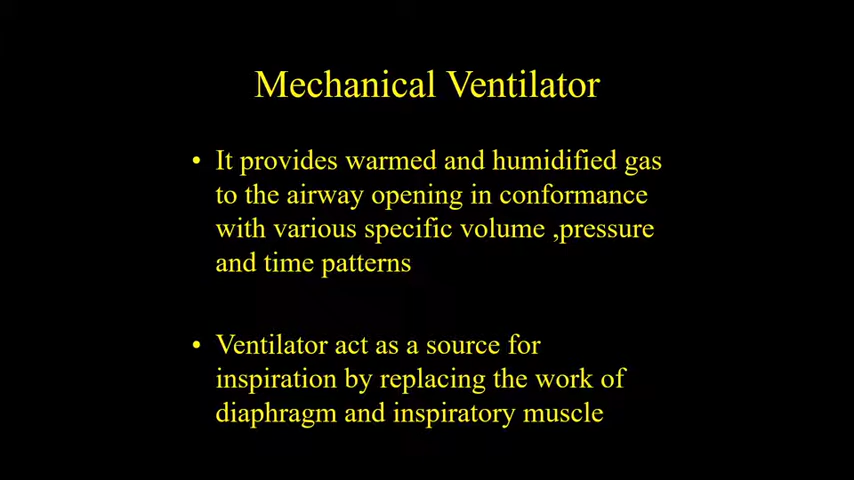 Mechanical Ventilator
• It provides warmed and humidified gas
to the airway opening in conformance
with various specific volume ,pressure
and time patterns
• Ventilator act as a source for
inspiration by replacing the work of
diaphragm and inspiratory muscle